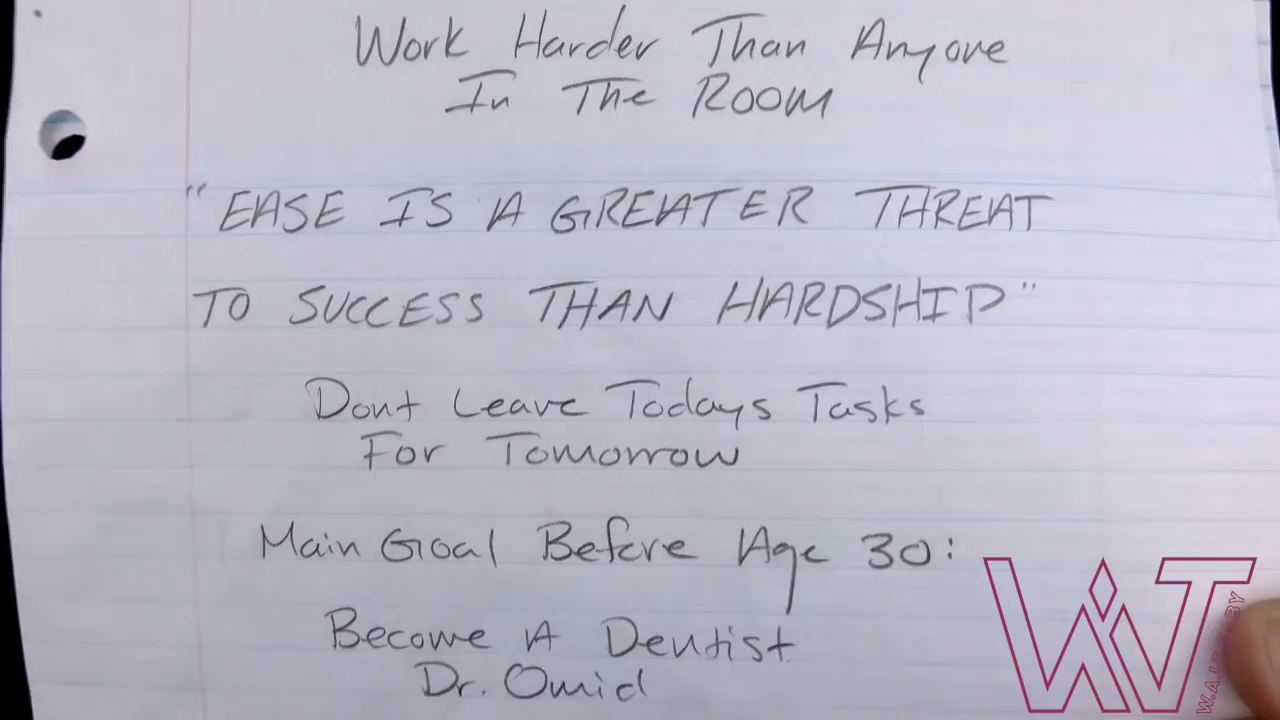 Work Harder Than Anyone
In The Room
"EASE IS A GREATER THREAT
TO SUCCESS THAN HARDSHIP"
Dont Leave Todays Tasks
For Tomorrow
Main Goal Before Age 30:
Become A Dentist
Dr. Omid
WT